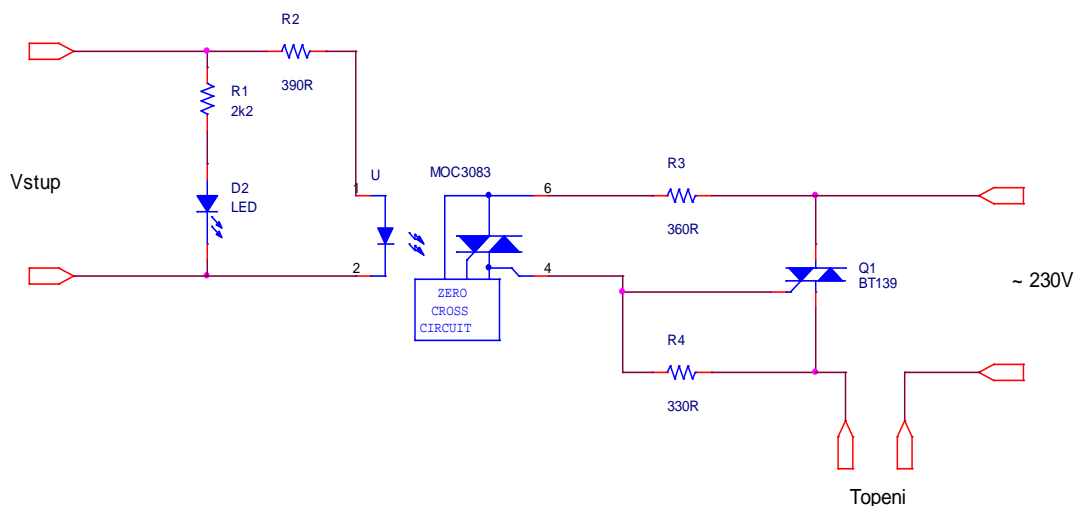 R2
390R
R1
2k2
Vstup
D2
LED
U
MOC3083
1
2
6
4
ZERO
CROSS
CIRCUIT
R3
360R
Q1
BT139
~ 230V
R4
330R
Topeni